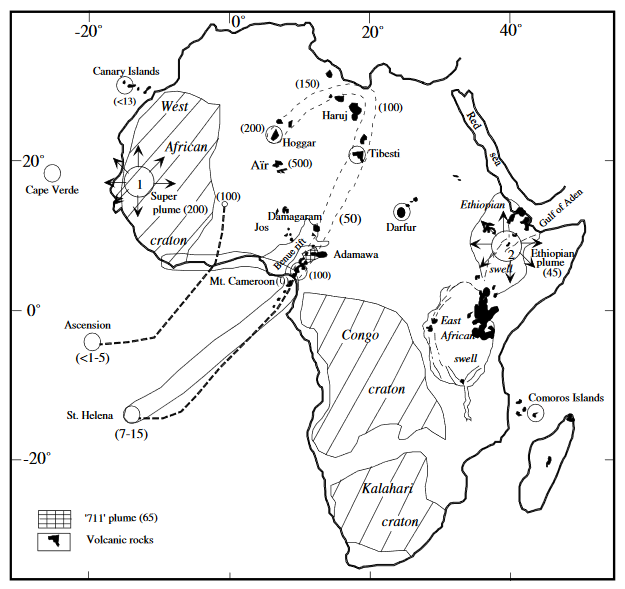 -20°
0°
20°
40°
Canary Islands
(<13)
West
African
craton
20°
Cape Verde
1
Super
plume (200)
(100)
(150)
Haruj
(100)
(200)
Hoggar
Tibesti
Aïr
(500)
Damagaram
Jos
(50)
Darfur
Red
sea
Gulf of Aden
Ethiopian
swell
2
Ethiopian
plume
(45)
Benue rift
Adamawa
(100)
Mt. Cameroon(0)
0°
Ascension
(<1-5)
St. Helena
(7-15)
Congo
craton
East
African
swell
Comoros Islands
-20°
Kalahari
craton
'711' plume (65)
Volcanic rocks